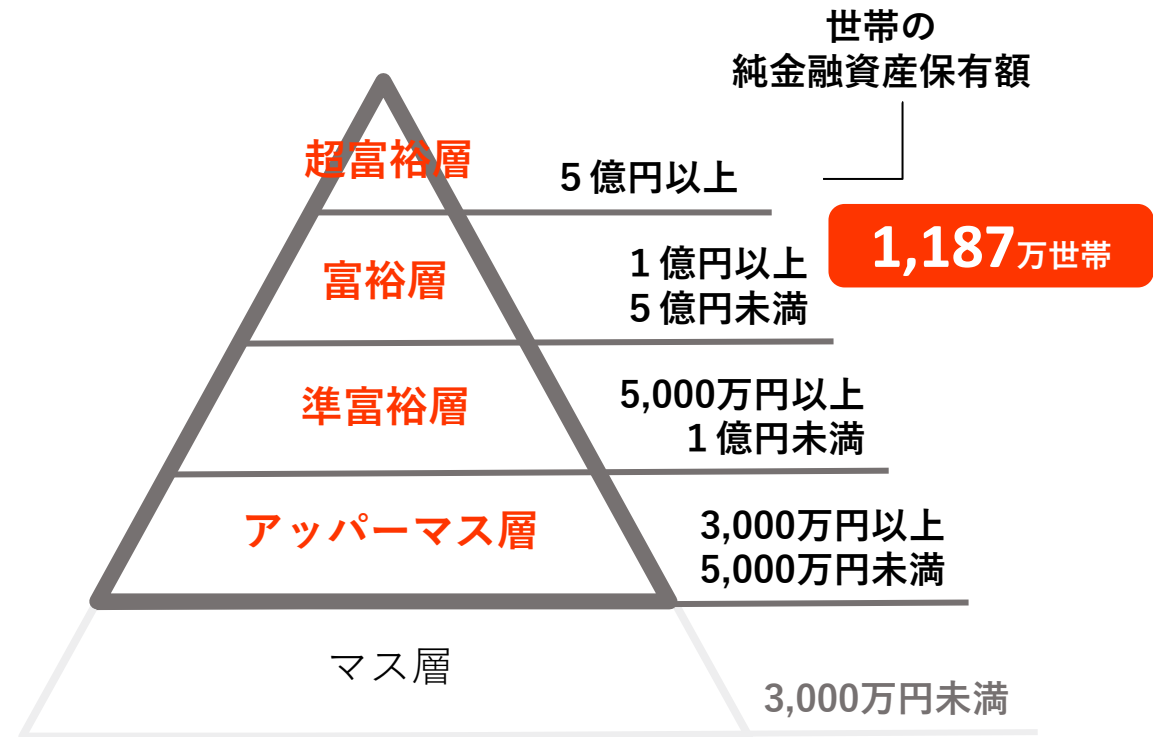 世帯の
純金融資産保有額
超富裕層
5億円以上
1,187万世帯
富裕層
1億円以上
5億円未満
準富裕層
5,000万円以上
1億円未満
アッパーマス層
3,000万円以上
5,000万円未満
マス層
3,000万円未満